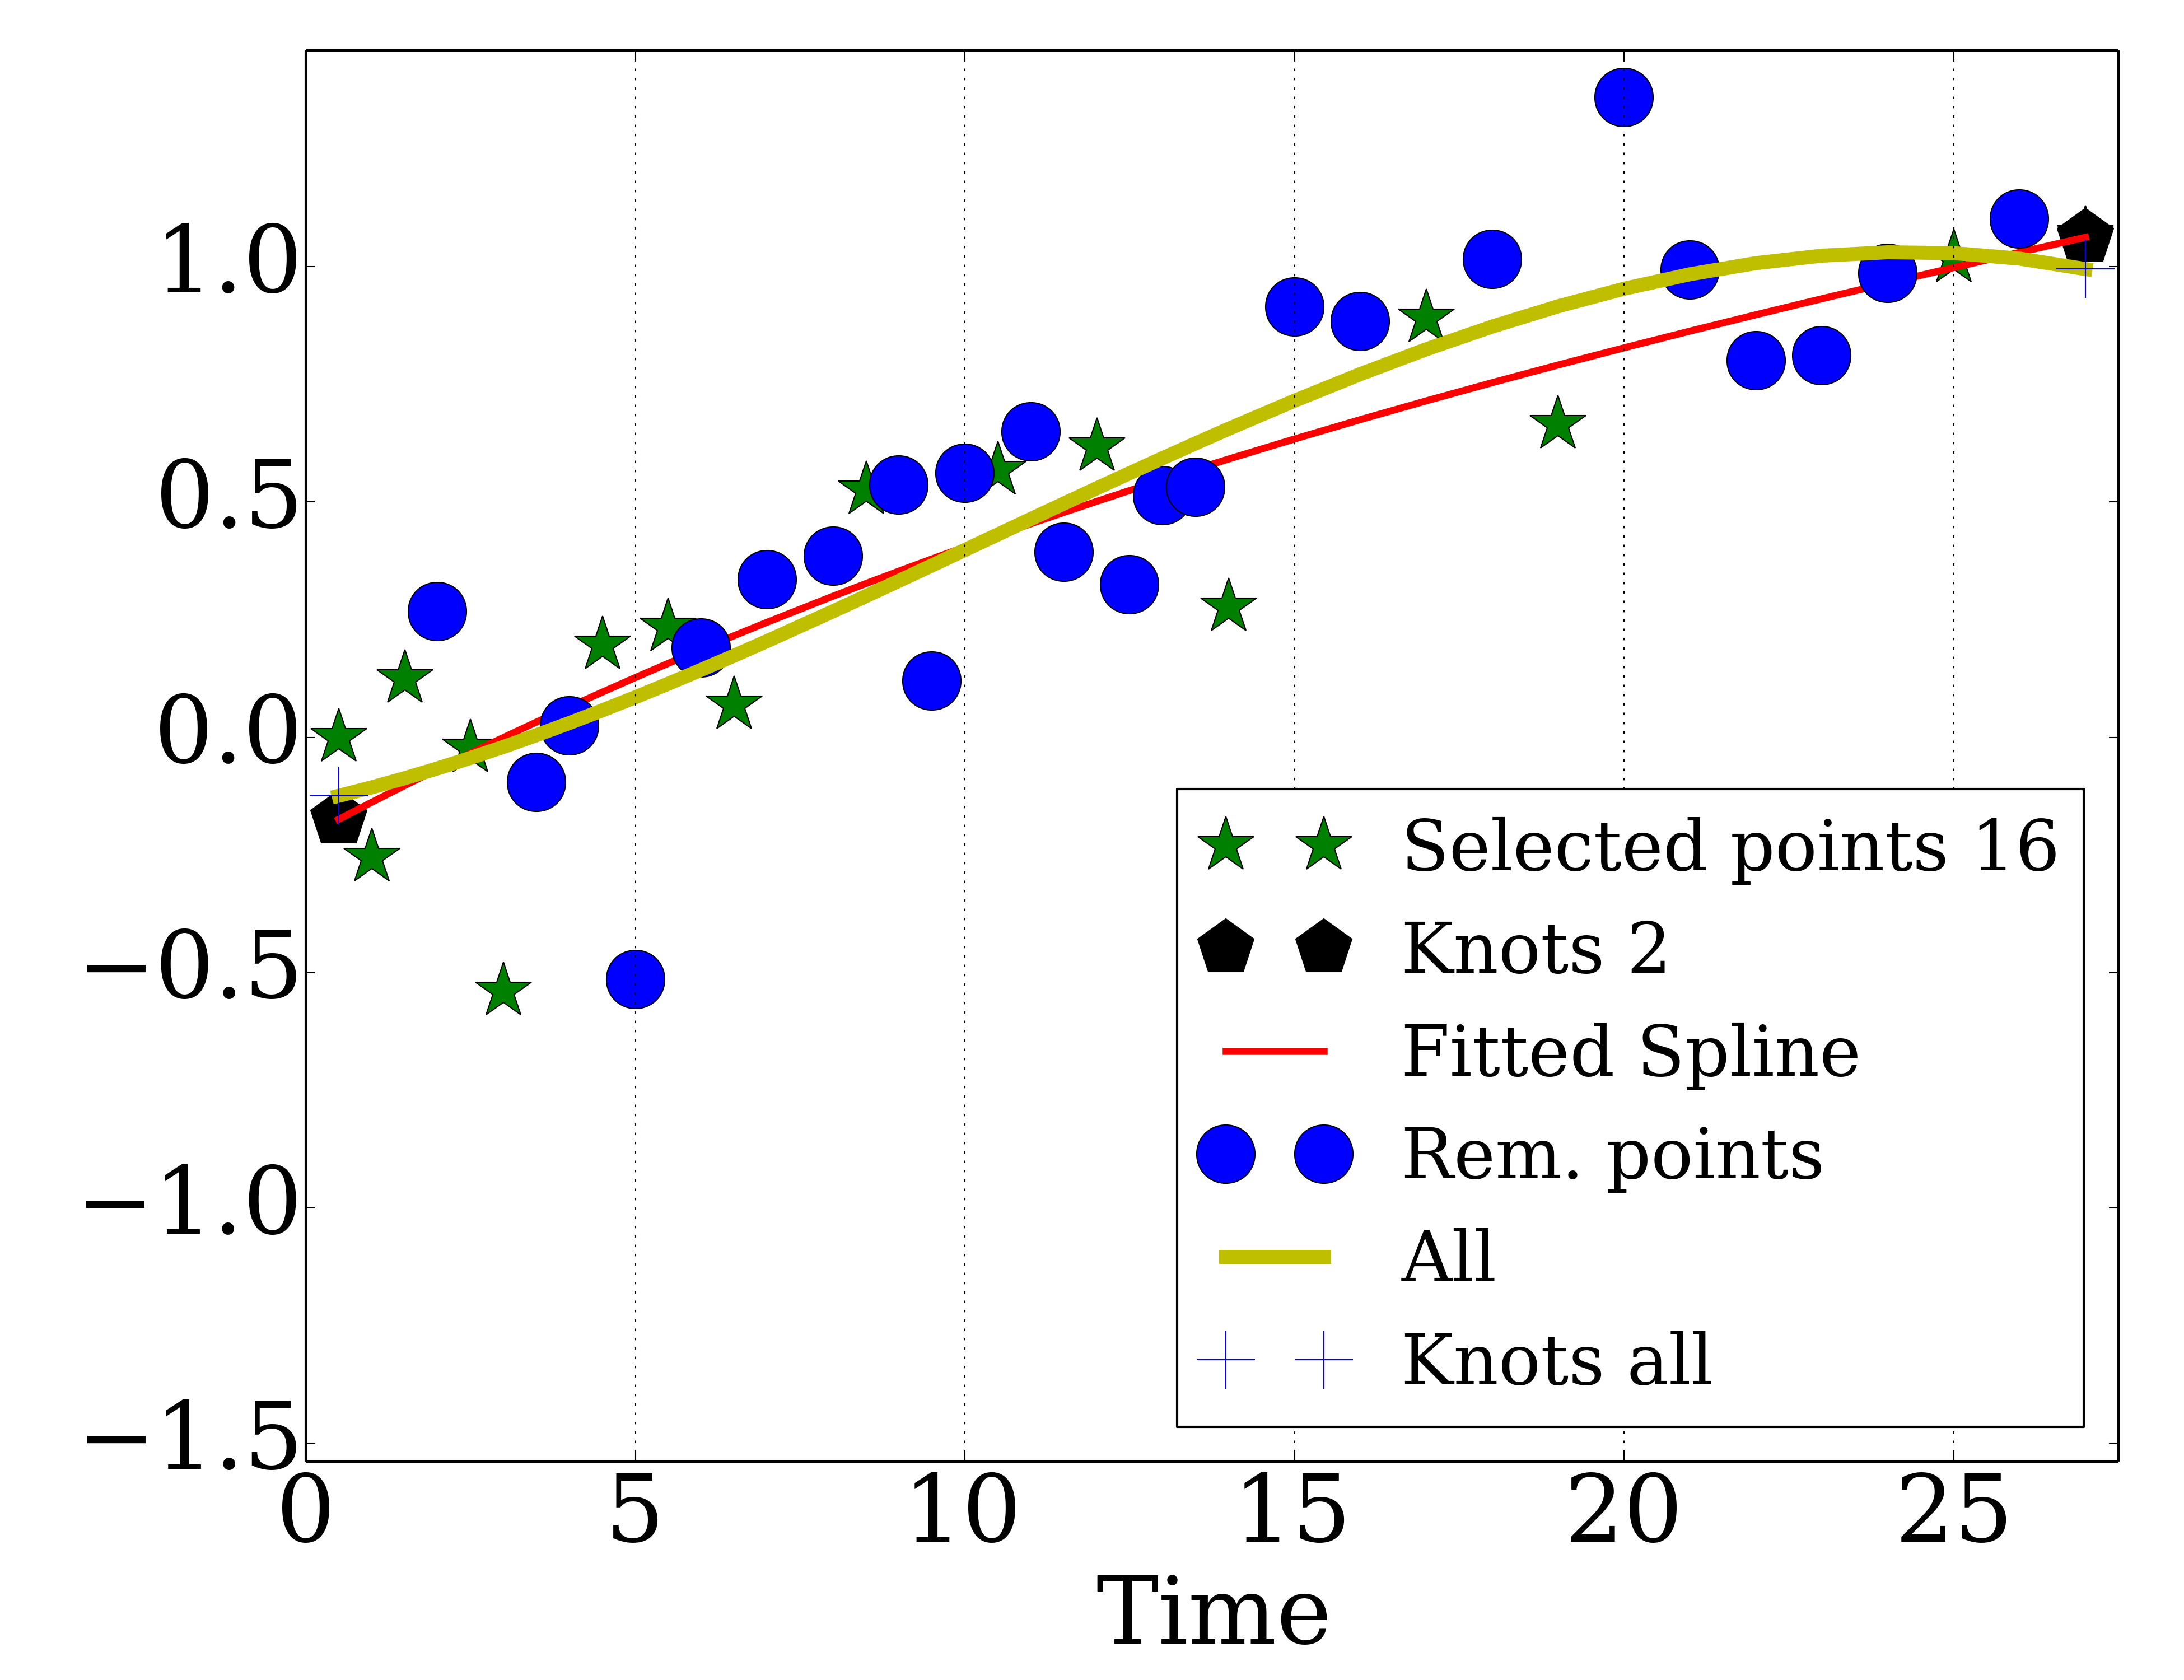 1.0
0.5
0.0
−0.5
−1.0
−1.5
0 5 10 15 20 25
Time
Selected points 16
Knots 2
Fitted Spline
Rem. points
All
Knots all